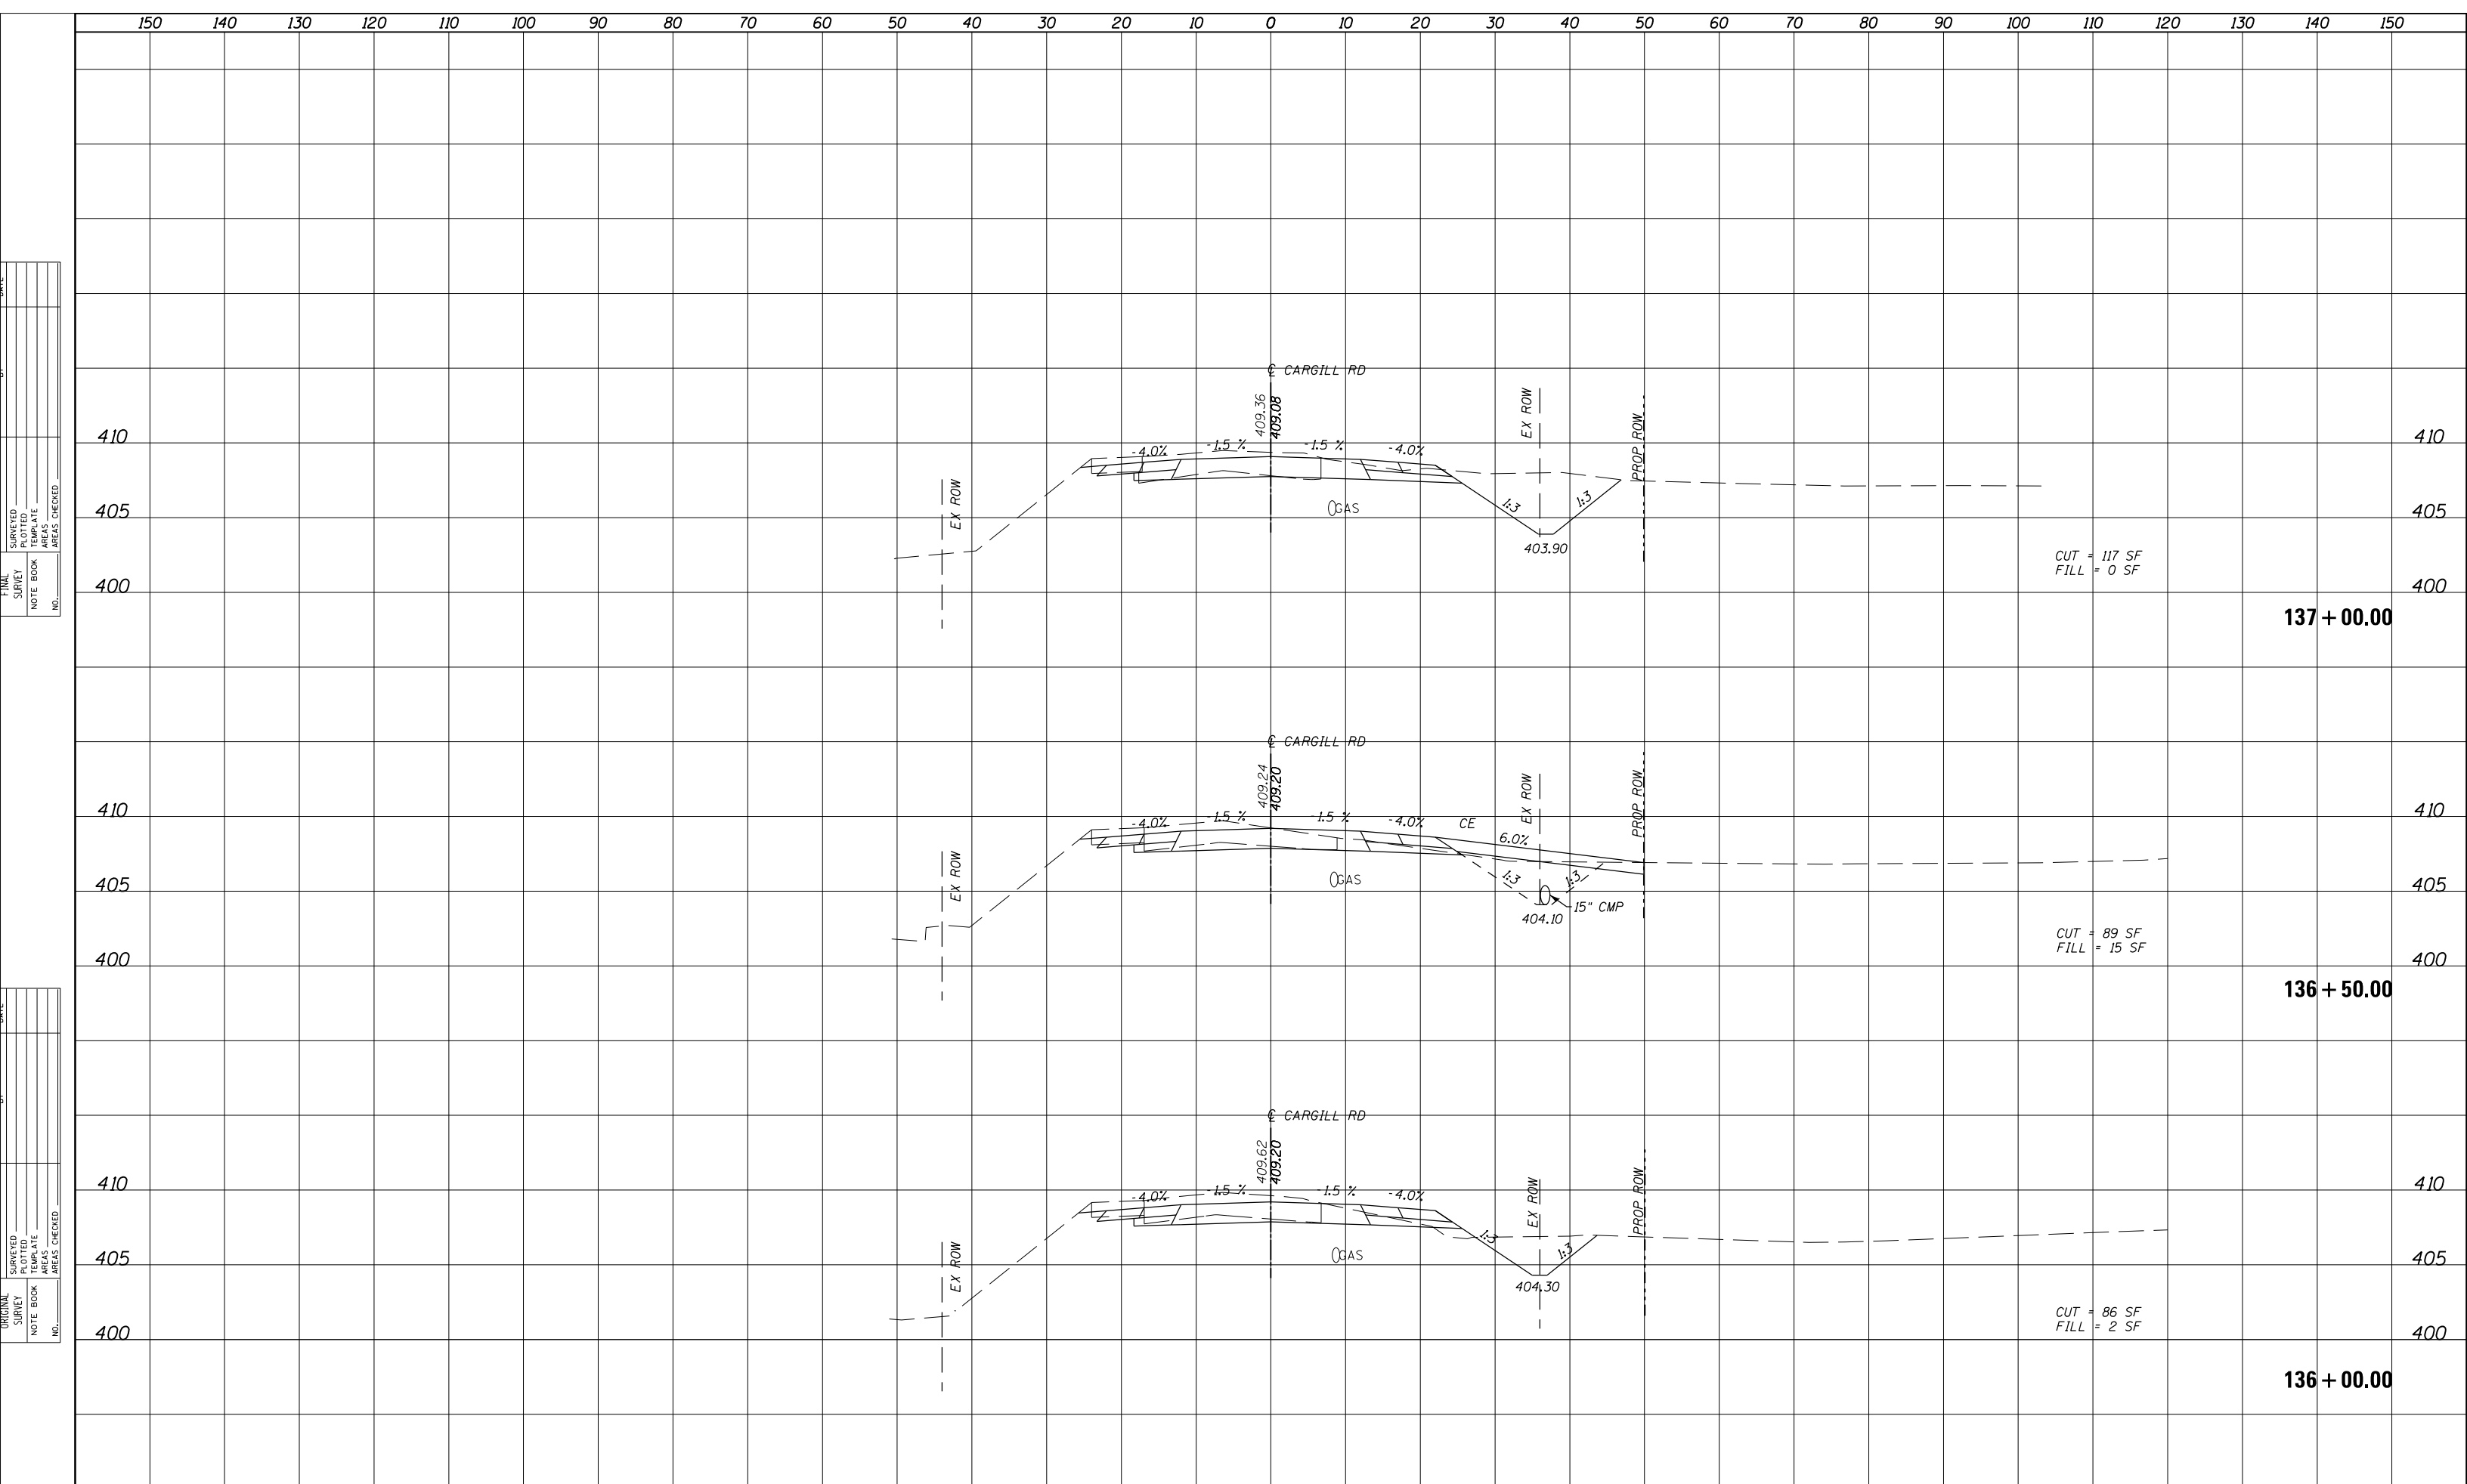 150 140 130 120 110 100 90 80 70 60 50 40 30 20 10 0 10 20 30 40 50 60 70 80 90 100 110 120 130 140 150
℄ CARGILL RD
409.36
409.08
EX ROW
PROP ROW
410
-4.0% -1.5 % -1.5 % -4.0%
410
EX ROW
405
GAS
1:3
1:3
405
403.90
CUT = 117 SF
FILL = 0 SF
400
400
137+00.00
℄ CARGILL RD
409.24
409.20
EX ROW
PROP ROW
410
-4.0% -1.5 % -1.5 % -4.0% CE
6.0%
410
EX ROW
405
GAS
1:3
1:3
405
15" CMP
404.10
CUT = 89 SF
FILL = 15 SF
400
400
136+50.00
℄ CARGILL RD
409.62
409.20
EX ROW
PROP ROW
410
-4.0% -1.5 % -1.5 % -4.0%
410
EX ROW
405
GAS
1:3
1:3
405
404.30
CUT = 86 SF
FILL = 2 SF
400
400
136+00.00
FINAL
SURVEY
NOTE BOOK
NO.
SURVEYED
PLOTTED
TEMPLATE
AREAS
AREAS CHECKED
ORIGINAL
SURVEY
NOTE BOOK
NO.
SURVEYED
PLOTTED
TEMPLATE
AREAS
AREAS CHECKED